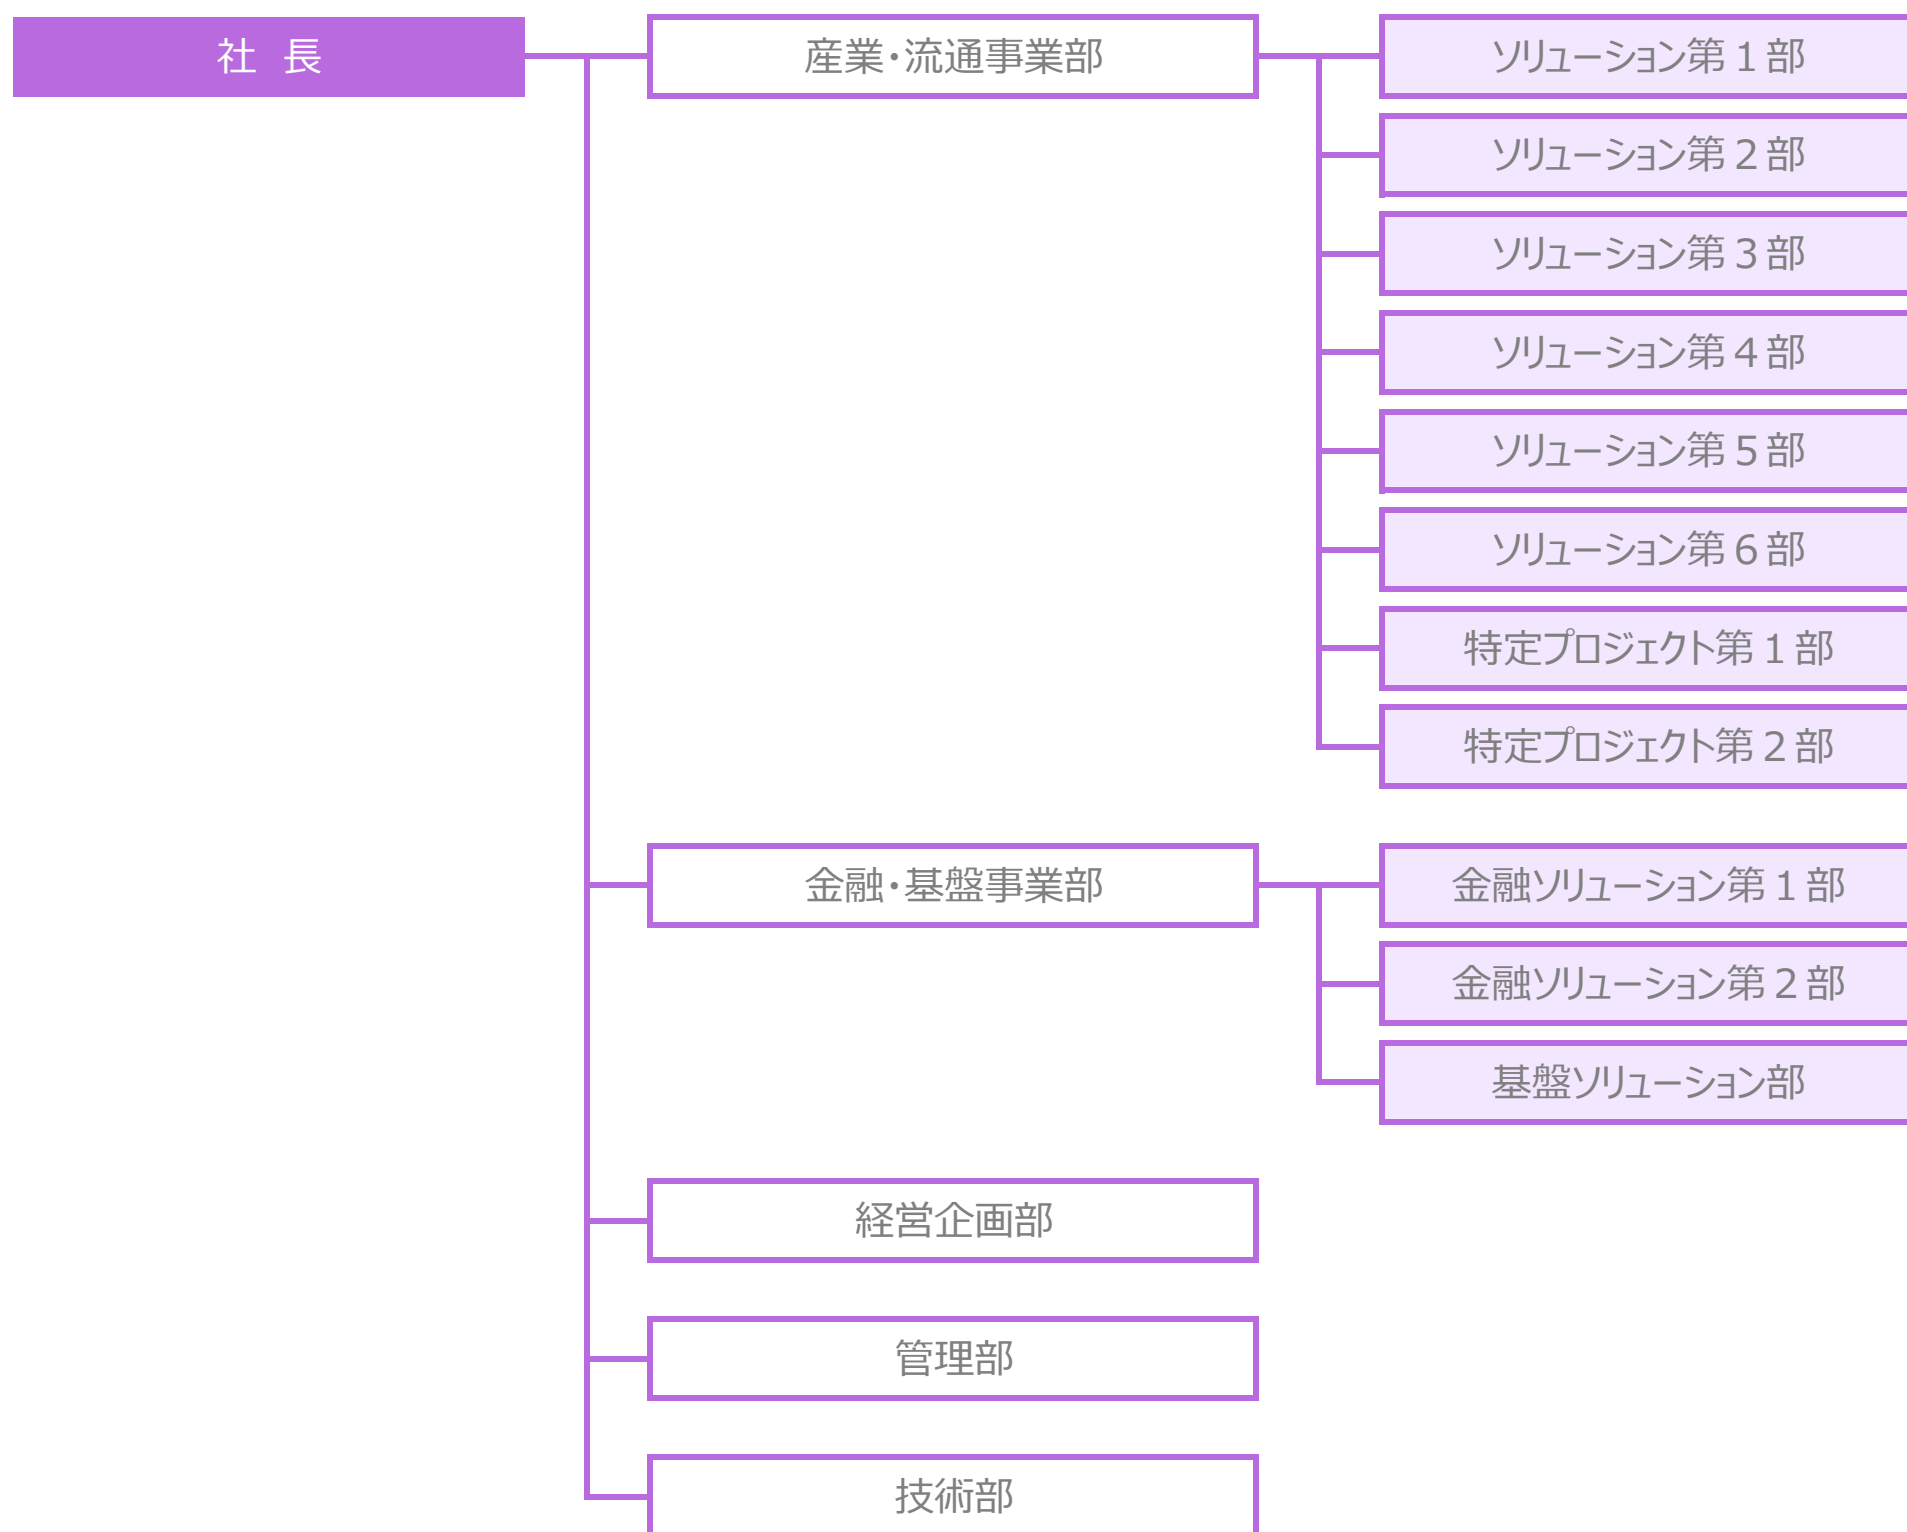 社　長
産業・流通事業部
ソリューション第１部
ソリューション第２部
ソリューション第３部
ソリューション第４部
ソリューション第５部
ソリューション第６部
特定プロジェクト第１部
特定プロジェクト第２部
金融・基盤事業部
金融ソリューション第１部
金融ソリューション第２部
基盤ソリューション部
経営企画部
管理部
技術部